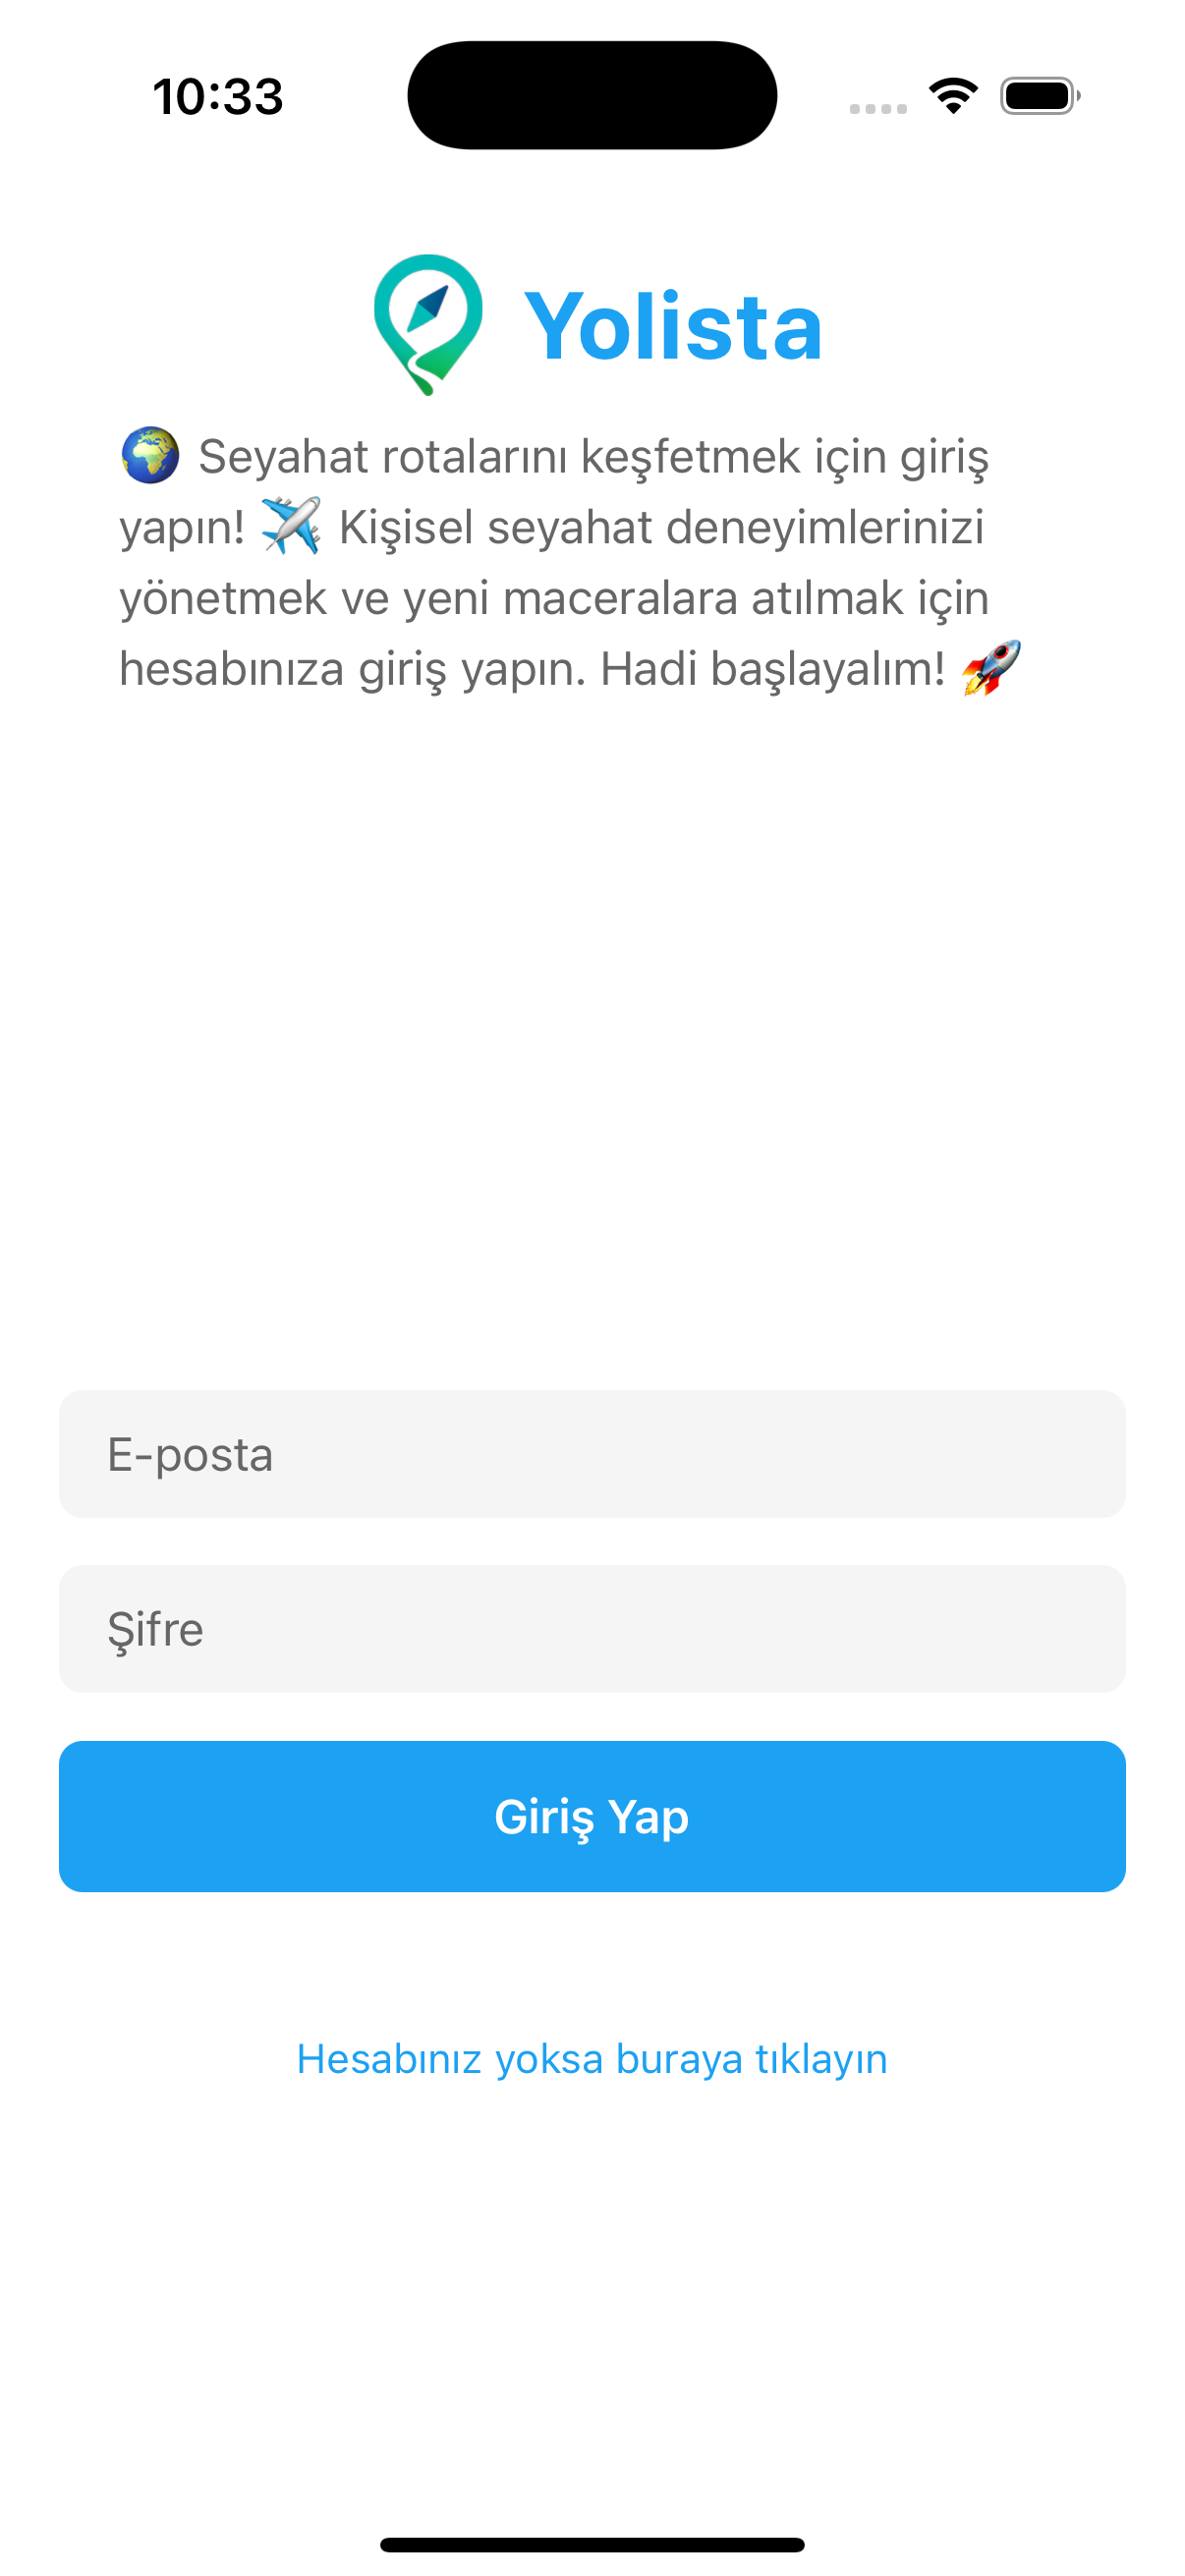 10:33
Yolista
🌍 Seyahat rotalarını keşfetmek için giriş
yapın! ✈️ Kişisel seyahat deneyimlerinizi
yönetmek ve yeni maceralara atılmak için
hesabınıza giriş yapın. Hadi başlayalım! 🚀
E-posta
Şifre
Giriş Yap
Hesabınız yoksa buraya tıklayın